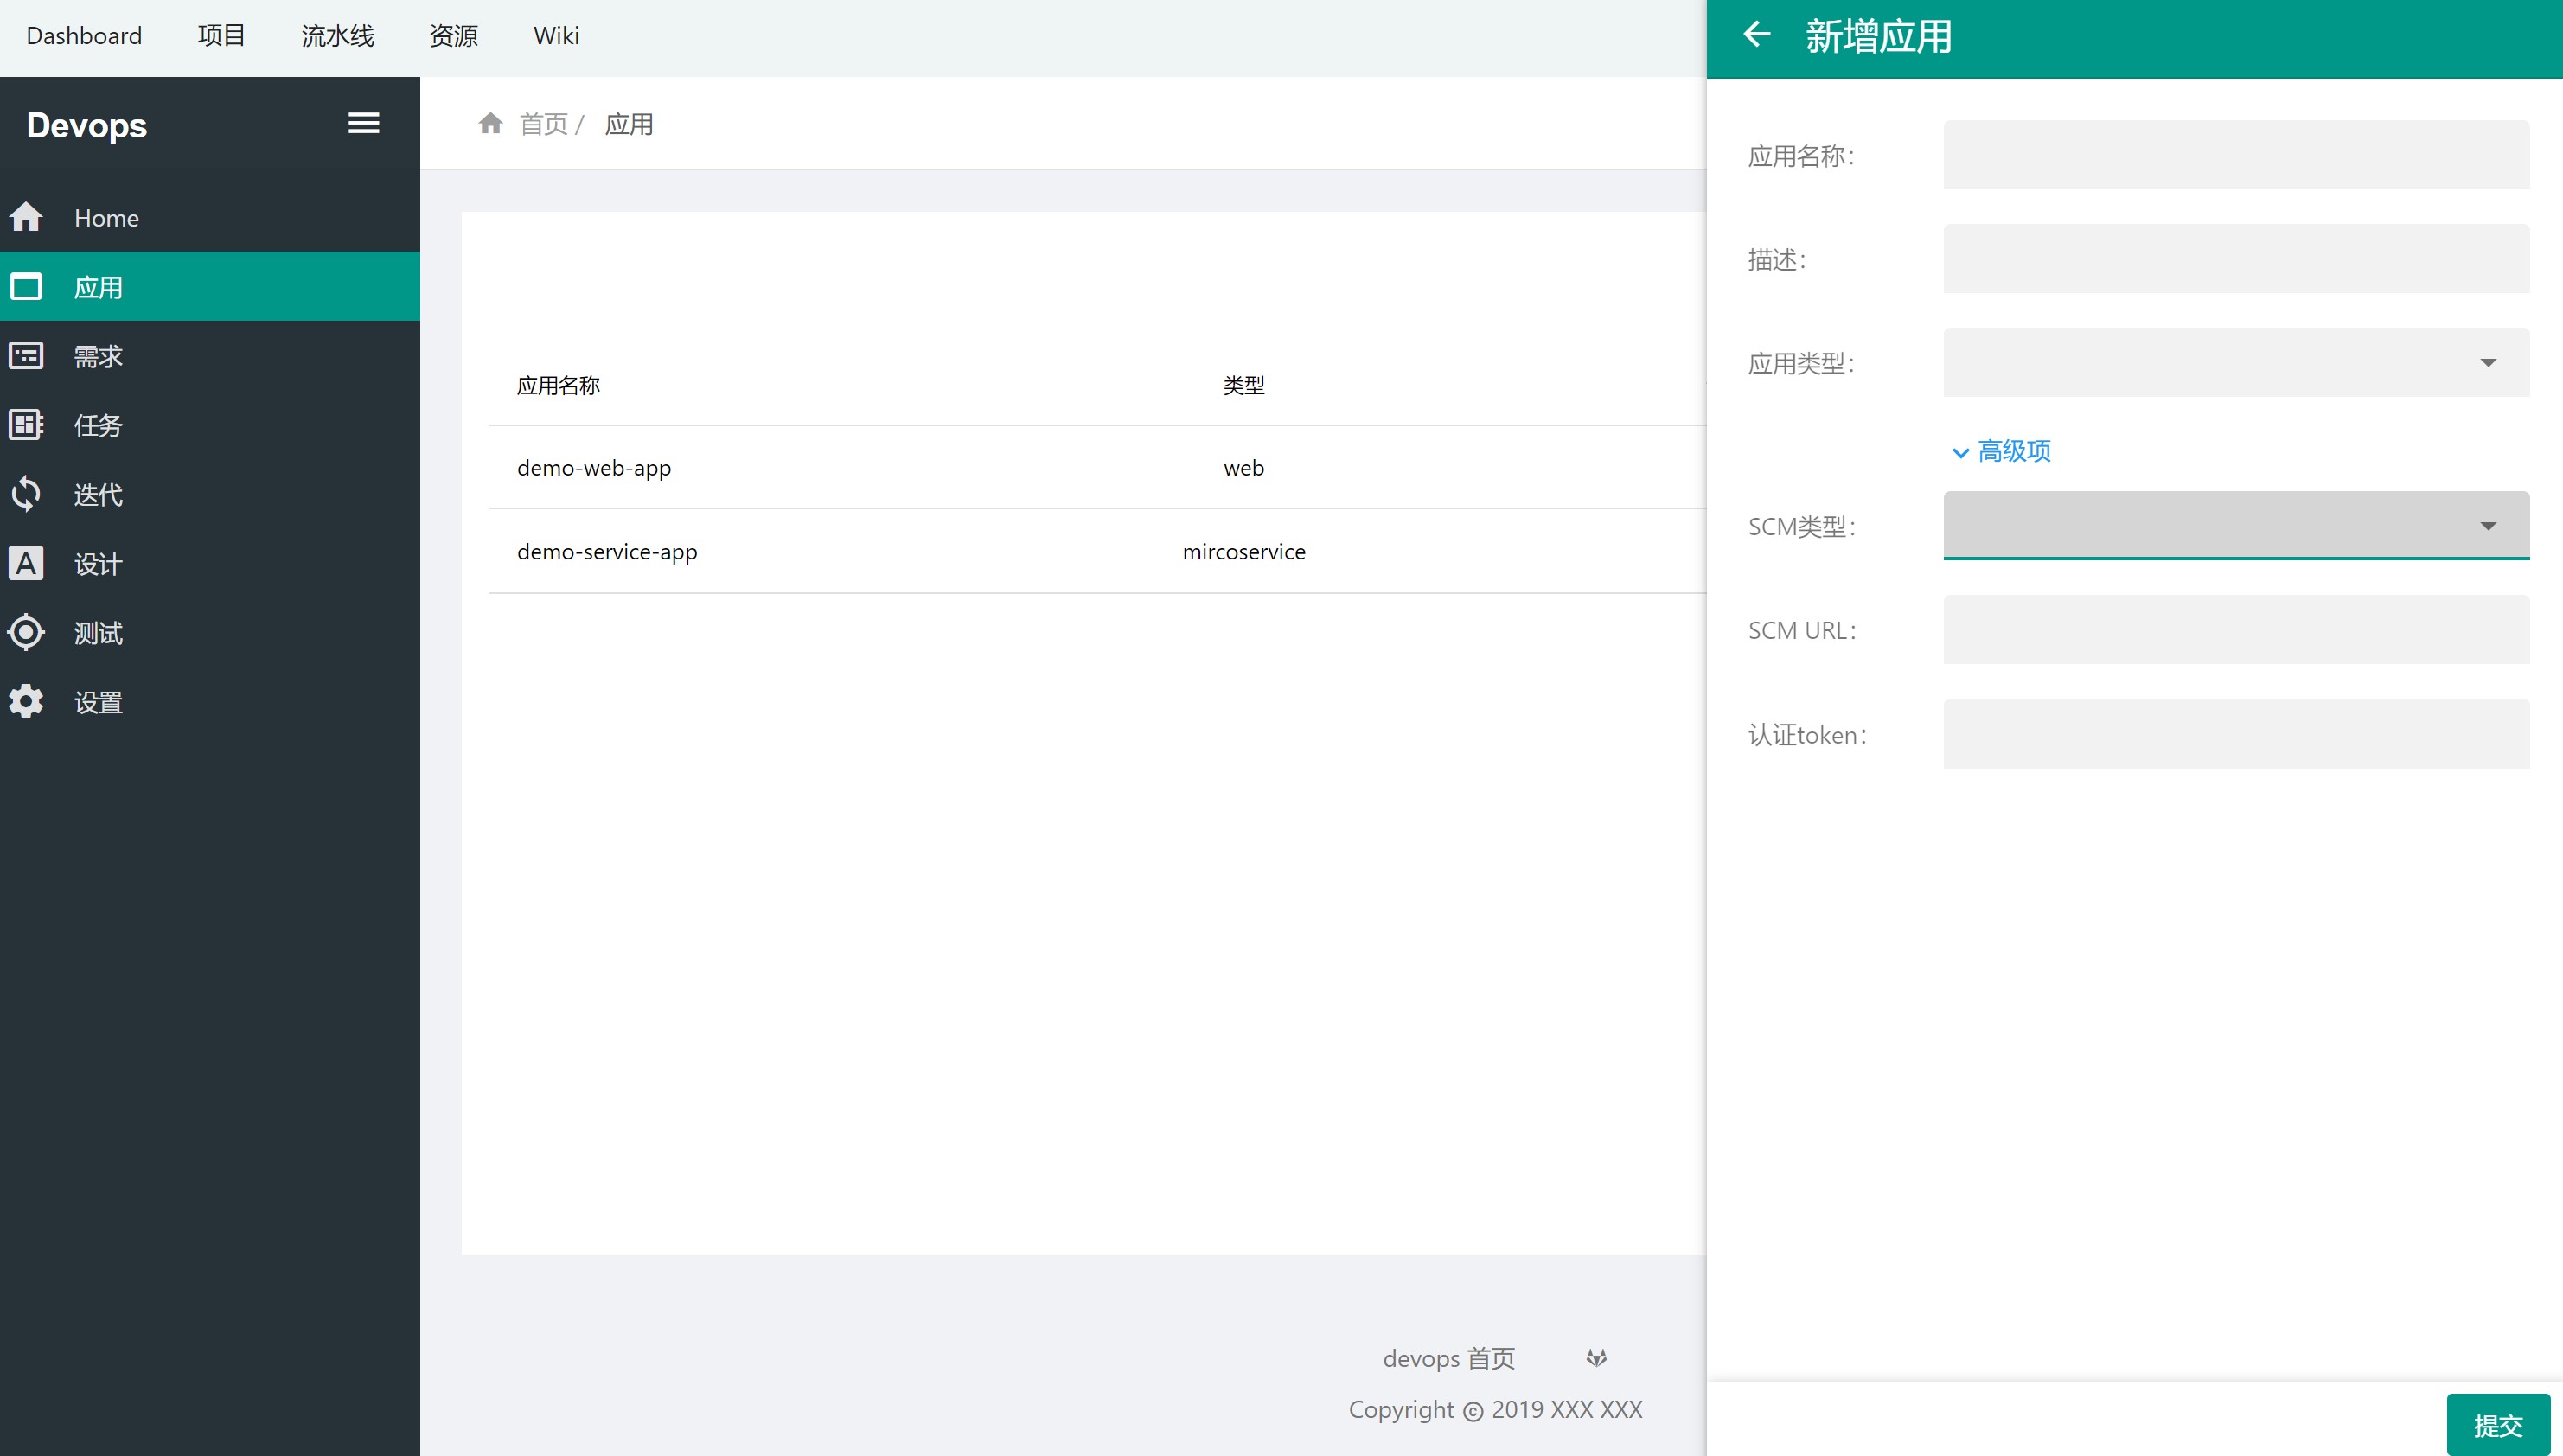 Dashboard 项目 流水线 资源 Wiki
Devops
Home
应用
需求
任务
迭代
设计
测试
设置
首页 / 应用
应用名称 类型
demo-web-app web
demo-service-app mircoservice
devops 首页
Copyright © 2019 XXX XXX
新增应用
应用名称：
描述：
应用类型：
高级项
SCM类型：
SCM URL：
认证token：
提交